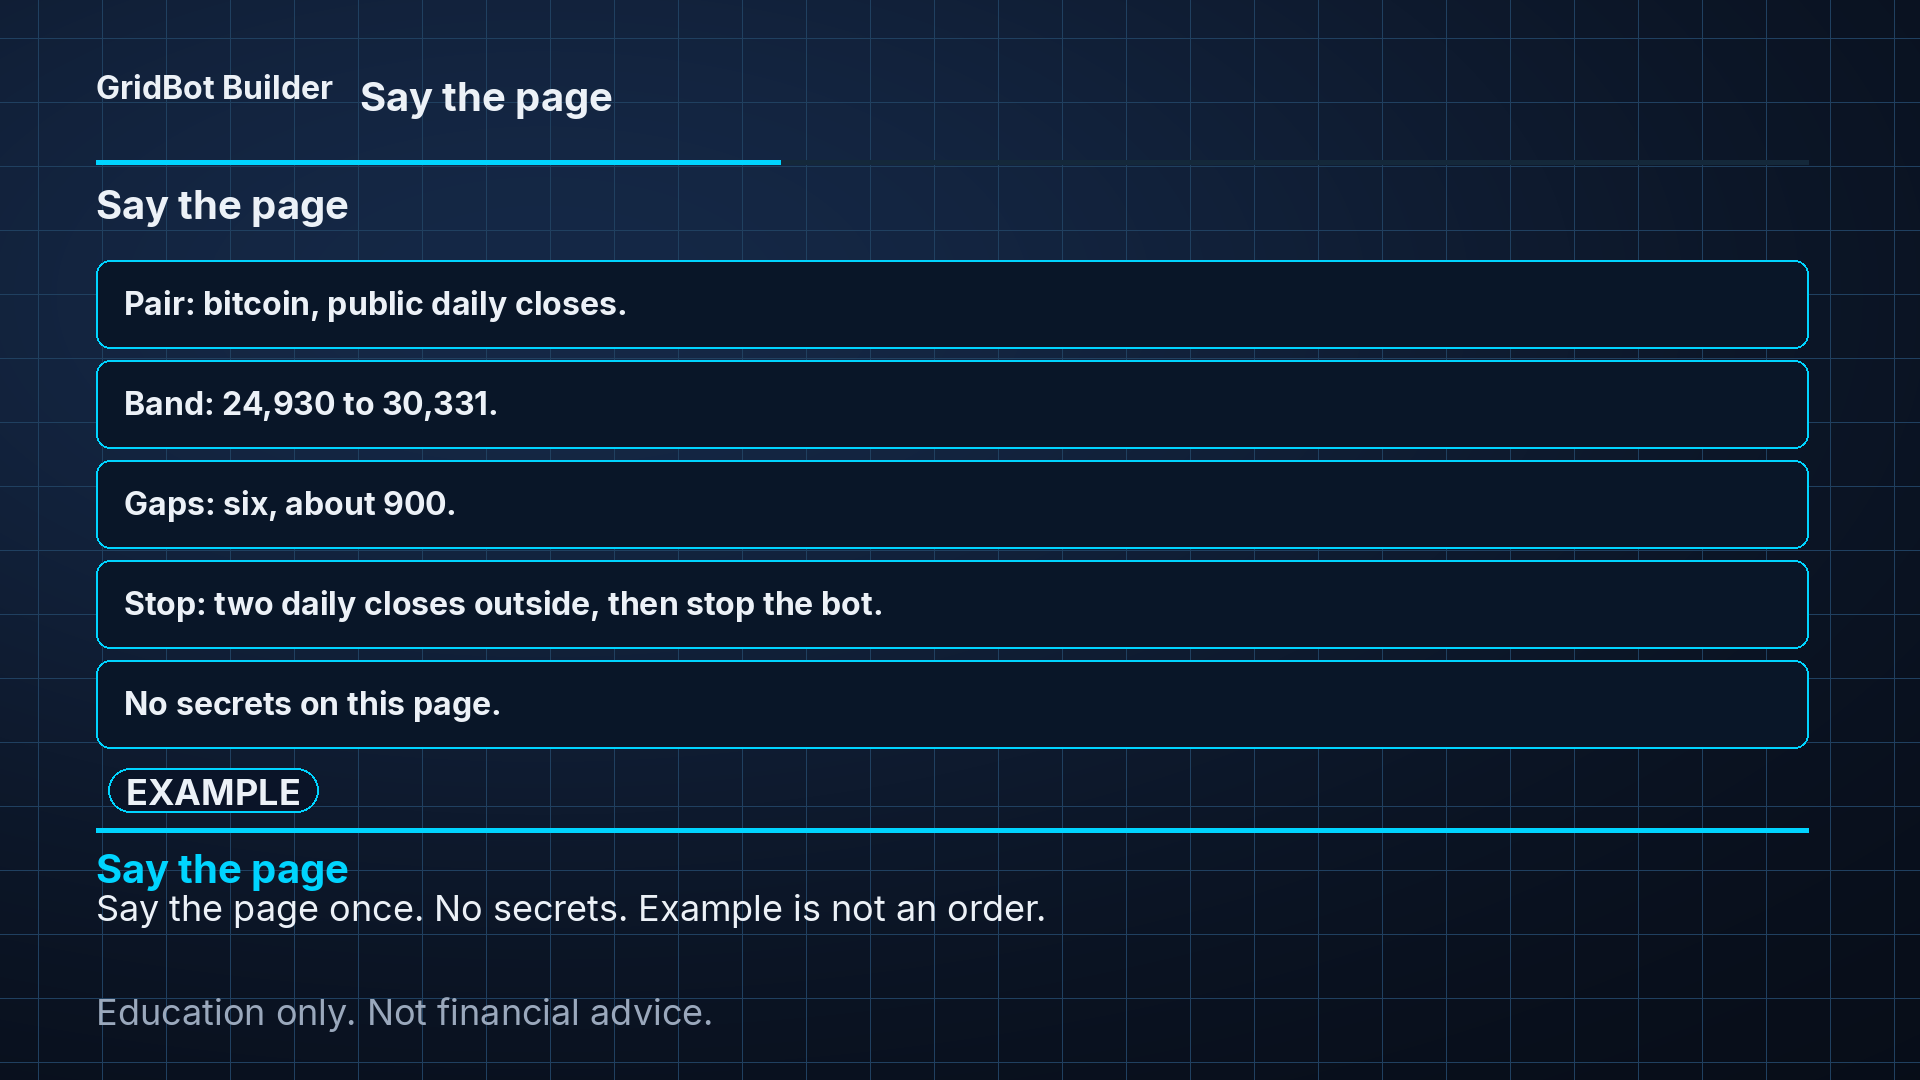 GridBot Builder
Say the page
Say the page
Pair: bitcoin, public daily closes.
Band: 24,930 to 30,331.
Gaps: six, about 900.
Stop: two daily closes outside, then stop the bot.
No secrets on this page.
EXAMPLE
Say the page
Say the page once. No secrets. Example is not an order.
Education only. Not financial advice.